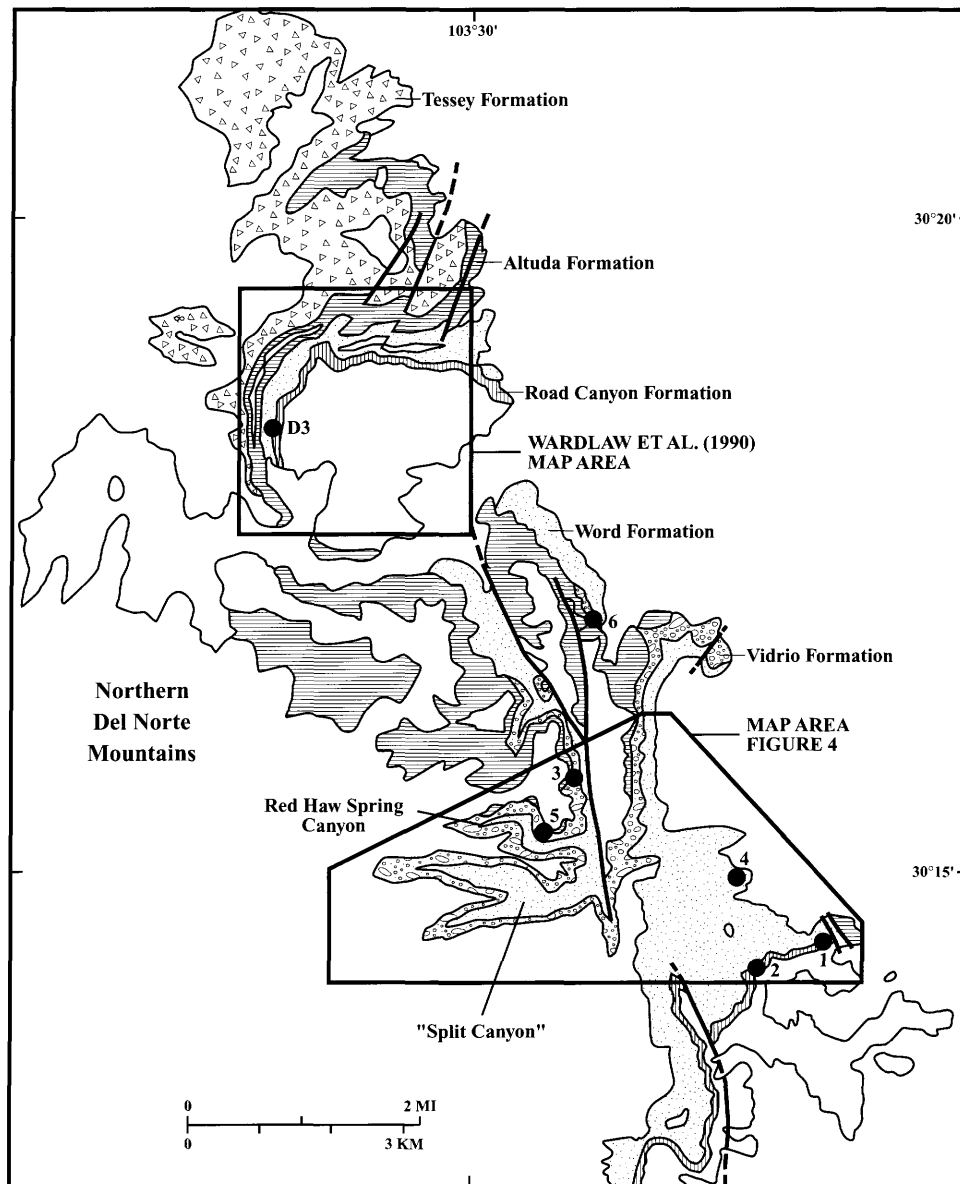 103°30'
Tessey Formation
30°20'
Altuda Formation
Road Canyon Formation
D3
WARDLAW ET AL. (1990)
MAP AREA
Word Formation
6
Vidrio Formation
Northern
Del Norte
Mountains
MAP AREA
FIGURE 4
3
Red Haw Spring
Canyon
5
4
30°15'
1
2
"Split Canyon"
0 2 MI
0 3 KM